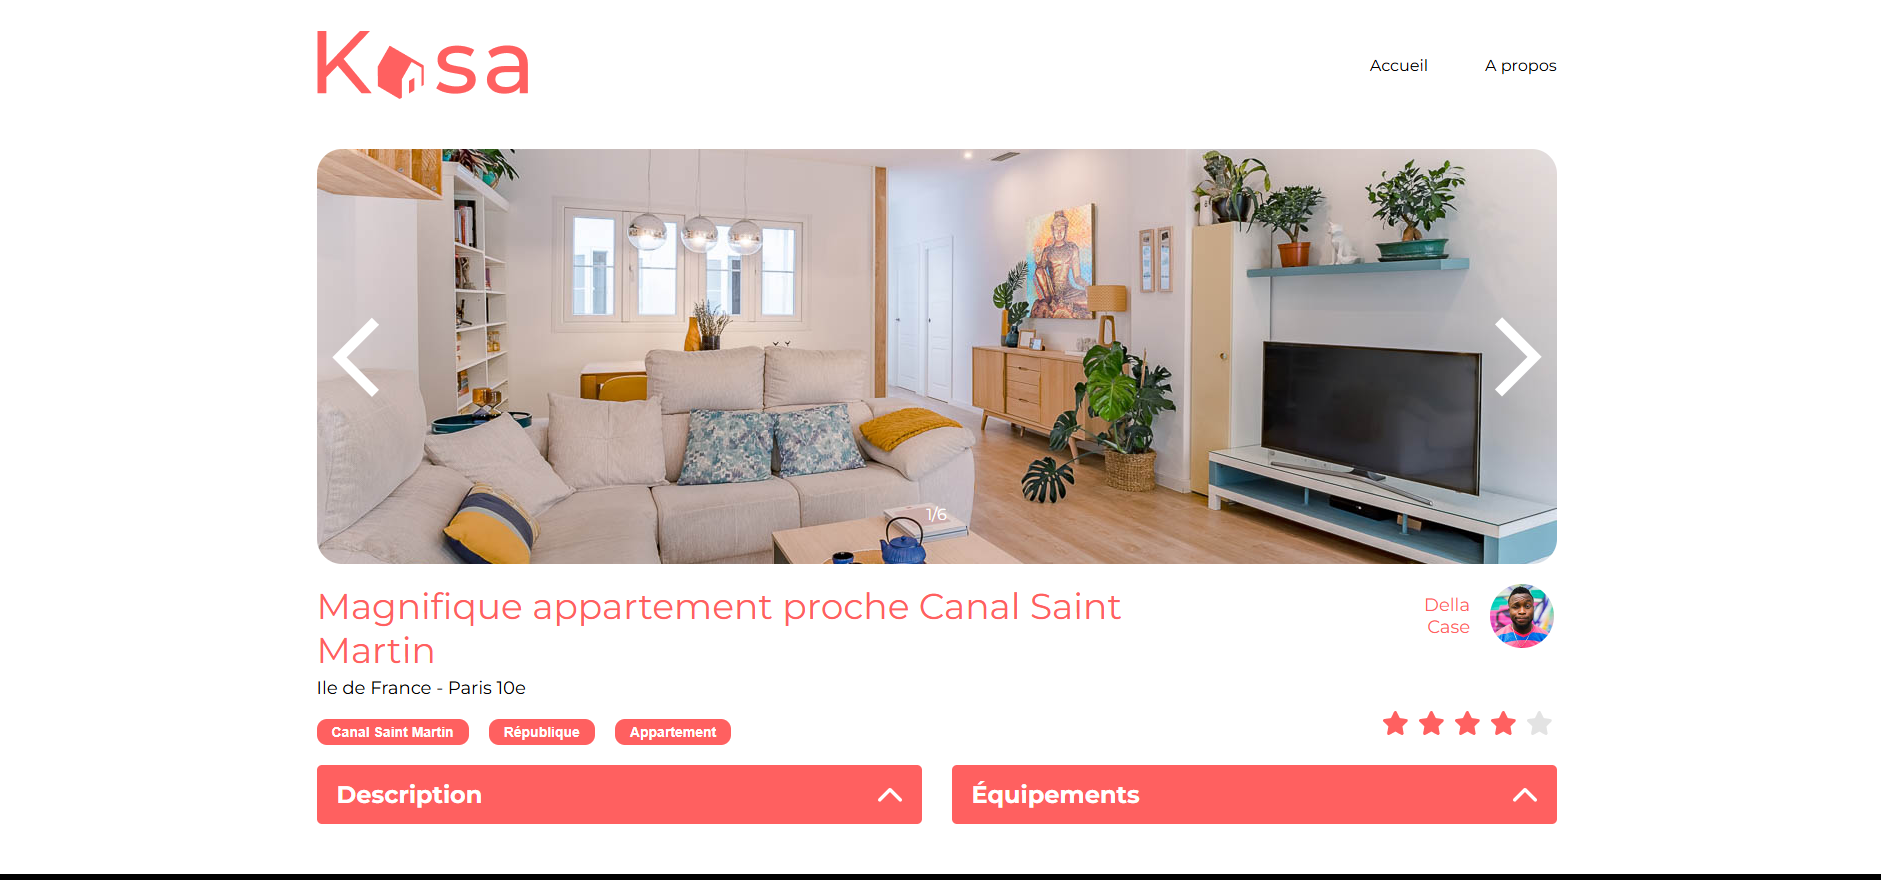 Kasa
Accueil
A propos
1/6
Magnifique appartement proche Canal Saint
Martin
Della
Case
Ile de France - Paris 10e
Canal Saint Martin
République
Appartement
Description
Équipements